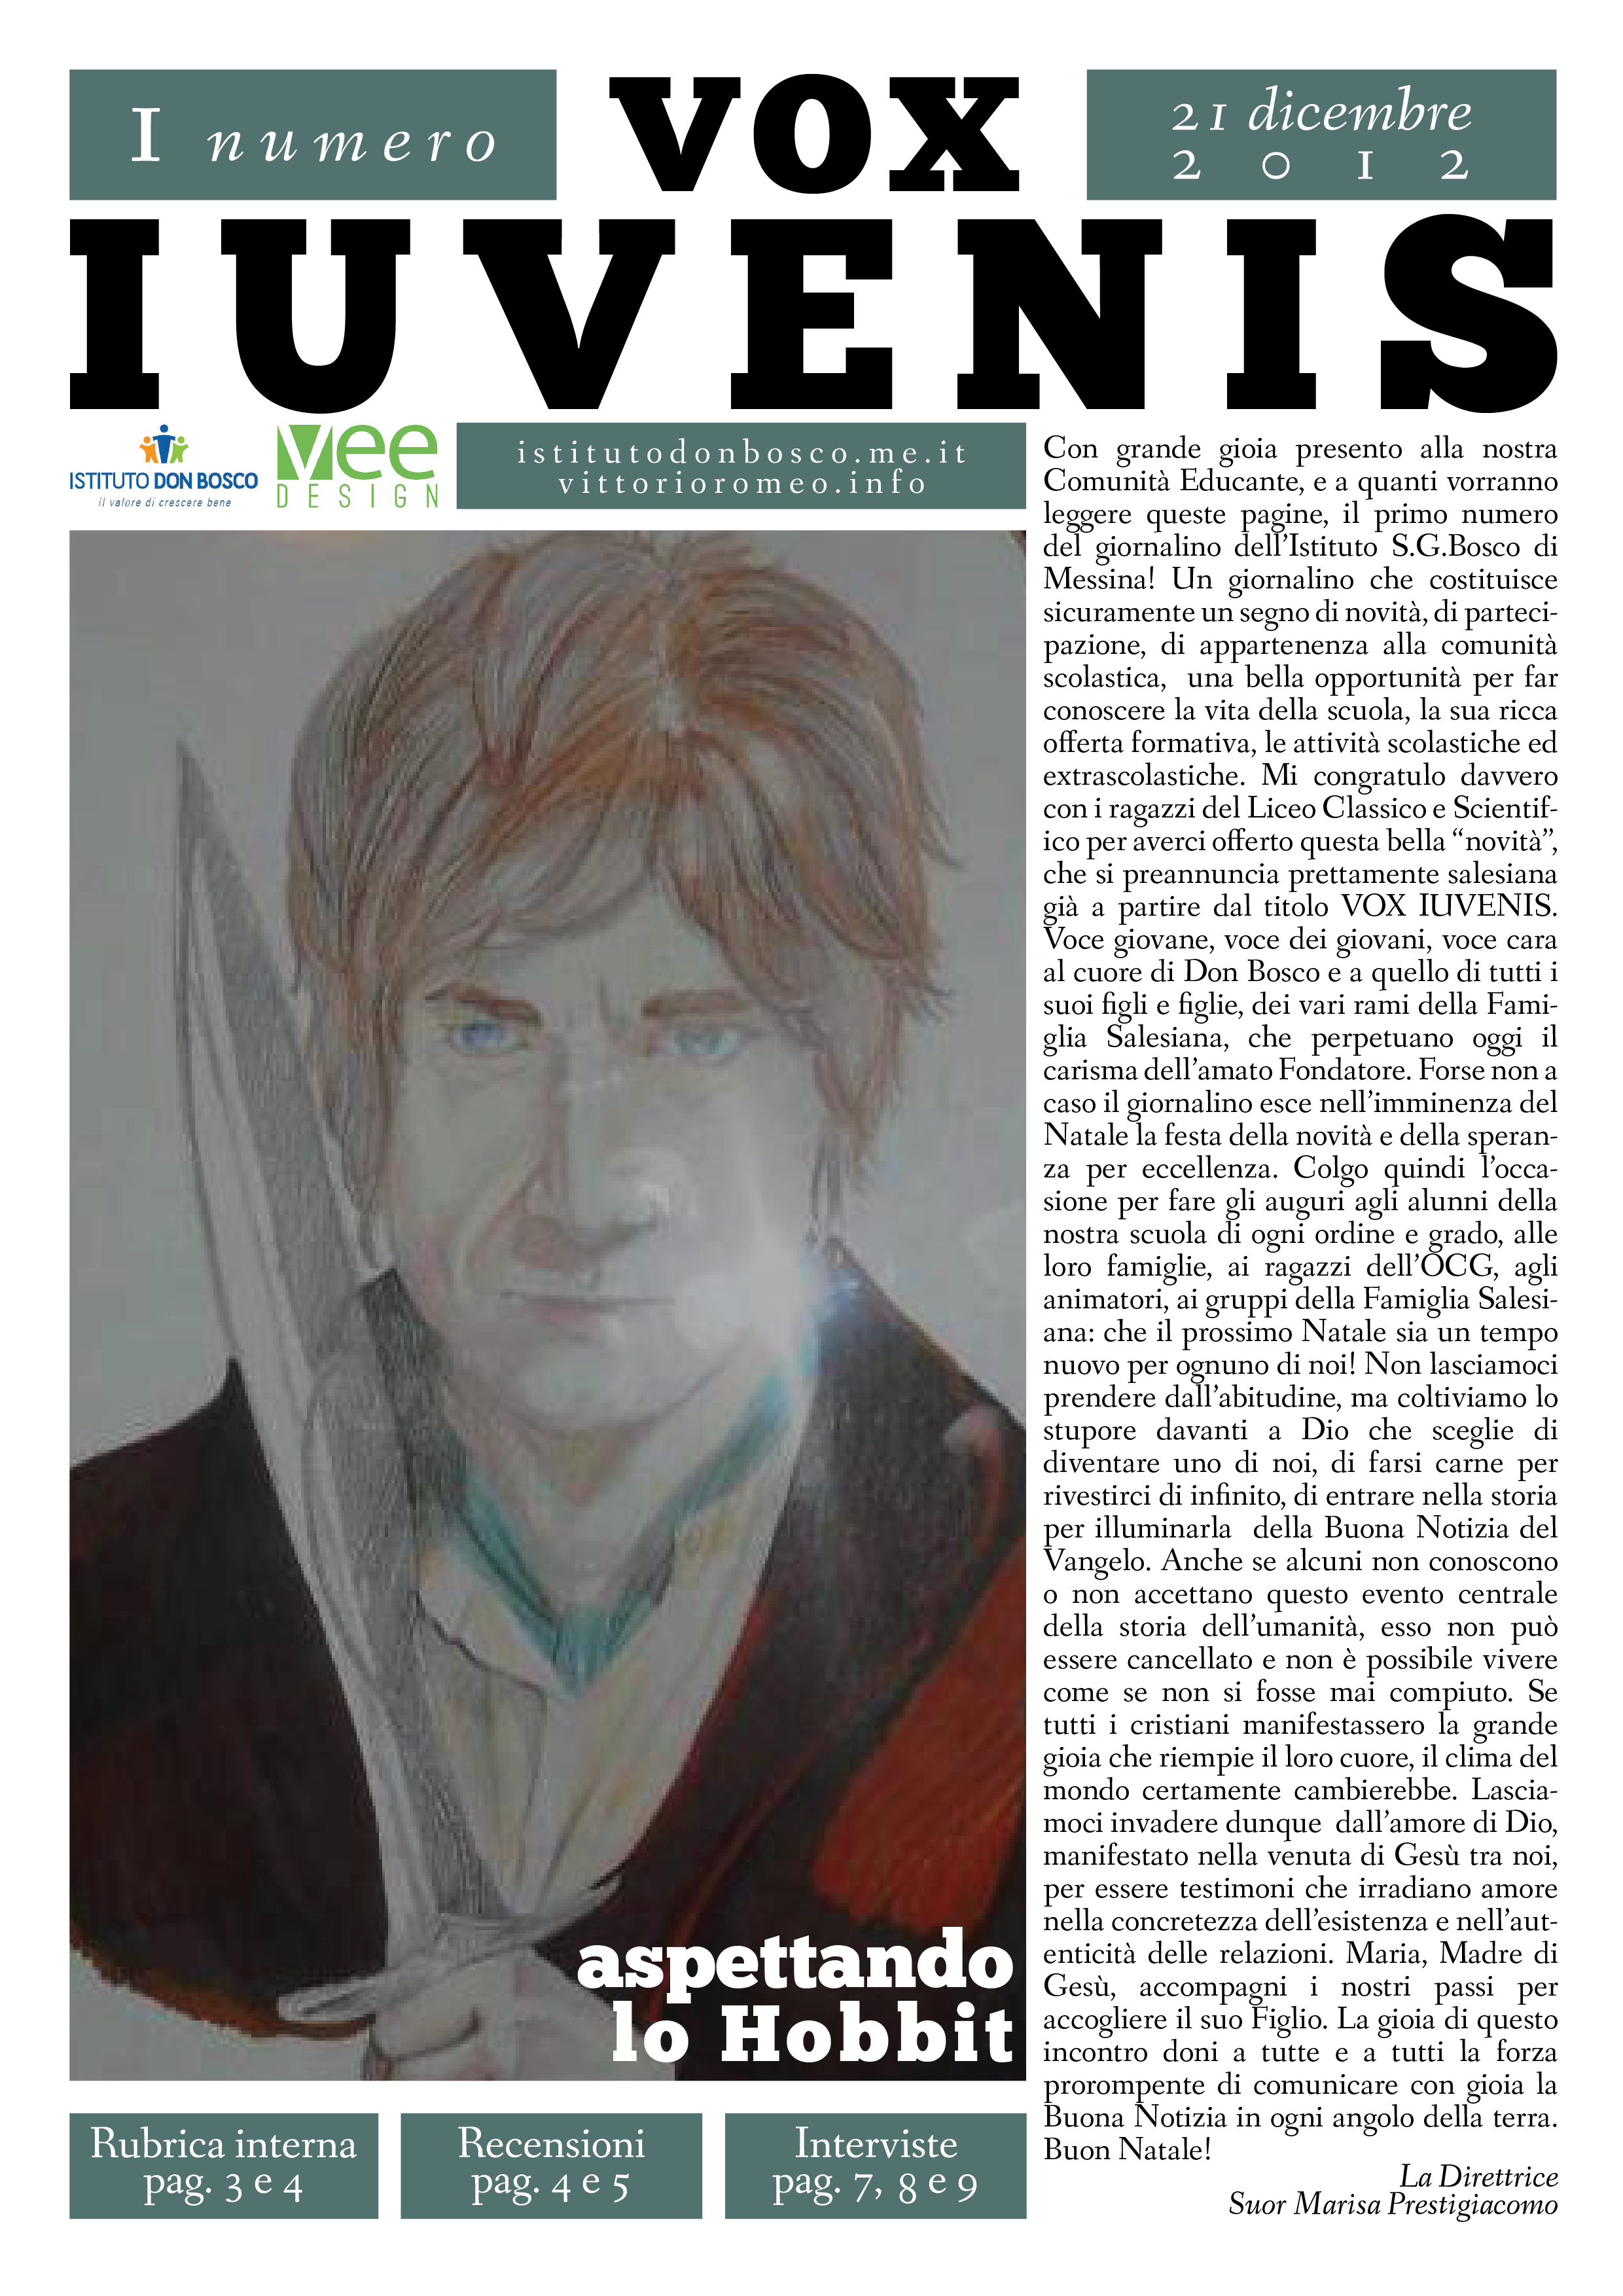 1 numero
VOX
21 dicembre
2012
IUVENIS
ISTITUTO DON BOSCO
il valore di crescere bene
vee
DESIGN
istitutodonbosco.me.it
vittorioromeo.info
Con grande gioia presento alla nostra
Comunità Educante, e a quanti vorranno
leggere queste pagine, il primo numero
del giornalino dell'Istituto S.G.Bosco di
Messina! Un giornalino che costituisce
sicuramente un segno di novità, di parteci-
pazione, di appartenenza alla comunità
scolastica, una bella opportunità per far
conoscere la vita della scuola, la sua ricca
offerta formativa, le attività scolastiche ed
extrascolastiche. Mi congratulo davvero
con i ragazzi del Liceo Classico e Scientif-
ico per averci offerto questa bella “novità”,
che si preannuncia prettamente salesiana
già a partire dal titolo VOX IUVENIS.
Voce giovane, voce dei giovani, voce cara
al cuore di Don Bosco e a quello di tutti i
suoi figli e figlie, dei vari rami della Fami-
glia Salesiana, che perpetuano oggi il
carisma dell'amato Fondatore. Forse non a
caso il giornalino esce nell'imminenza del
Natale la festa della novità e della speran-
za per eccellenza. Colgo quindi l'occa-
sione per fare gli auguri agli alunni della
nostra scuola di ogni ordine e grado, alle
loro famiglie, ai ragazzi dell'OCG, agli
animatori, ai gruppi della Famiglia Salesi-
ana: che il prossimo Natale sia un tempo
nuovo per ognuno di noi! Non lasciamoci
prendere dall'abitudine, ma coltiviamo lo
stupore davanti a Dio che sceglie di
diventare uno di noi, di farsi carne per
rivestirci di infinito, di entrare nella storia
per illuminarla della Buona Notizia del
Vangelo. Anche se alcuni non conoscono
o non accettano questo evento centrale
della storia dell'umanità, esso non può
essere cancellato e non è possibile vivere
come se non si fosse mai compiuto. Se
tutti i cristiani manifestassero la grande
gioia che riempie il loro cuore, il clima del
mondo certamente cambierebbe. Lascia-
moci invadere dunque dall'amore di Dio,
manifestato nella venuta di Gesù tra noi,
per essere testimoni che irradiano amore
nella concretezza dell'esistenza e nell'aut-
enticità delle relazioni. Maria, Madre di
Gesù, accompagni i nostri passi per
accogliere il suo Figlio. La gioia di questo
incontro doni a tutte e a tutti la forza
prorompente di comunicare con gioia la
Buona Notizia in ogni angolo della terra.
Buon Natale!
La Direttrice
Suor Marisa Prestigiacomo
aspettando
lo Hobbit
Rubrica interna
pag. 3 e 4
Recensioni
pag. 4 e 5
Interviste
pag. 7, 8 e 9